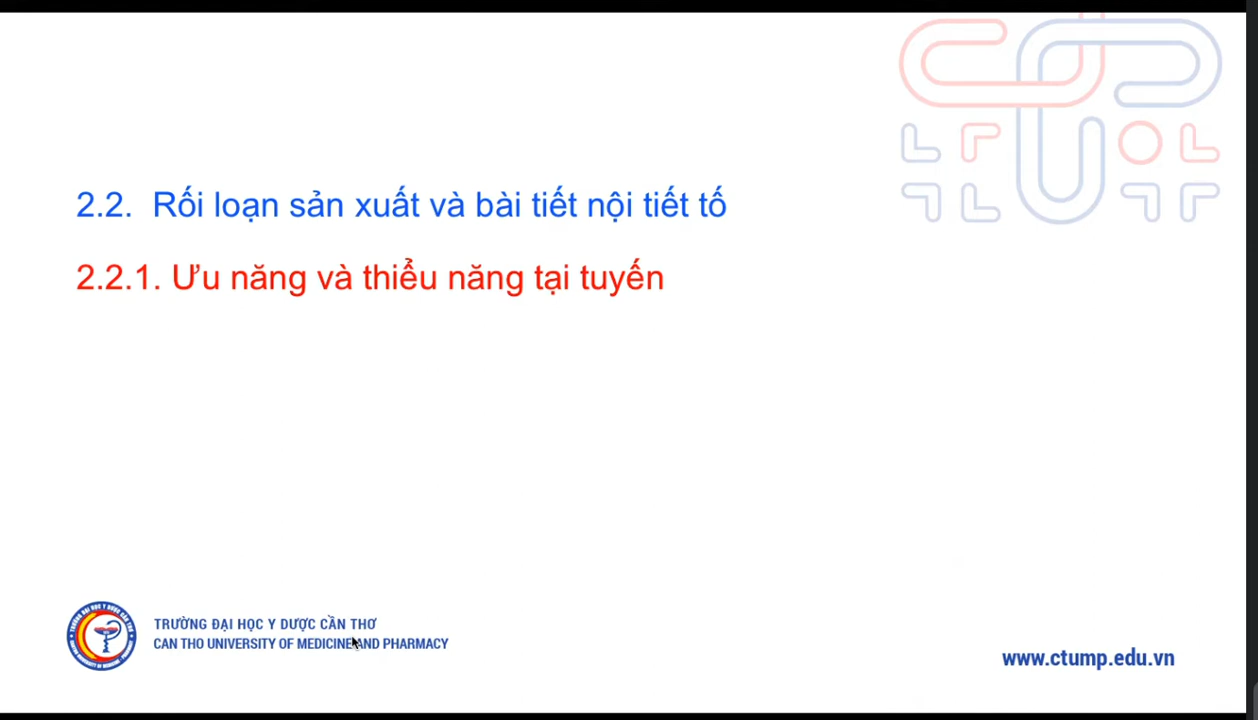 2.2. Rối loạn sản xuất và bài tiết nội tiết tố
2.2.1. Ưu năng và thiểu năng tại tuyến
TRƯỜNG ĐẠI HỌC Y DƯỢC CẦN THƠ
CAN THO UNIVERSITY OF MEDICINE AND PHARMACY
www.ctump.edu.vn